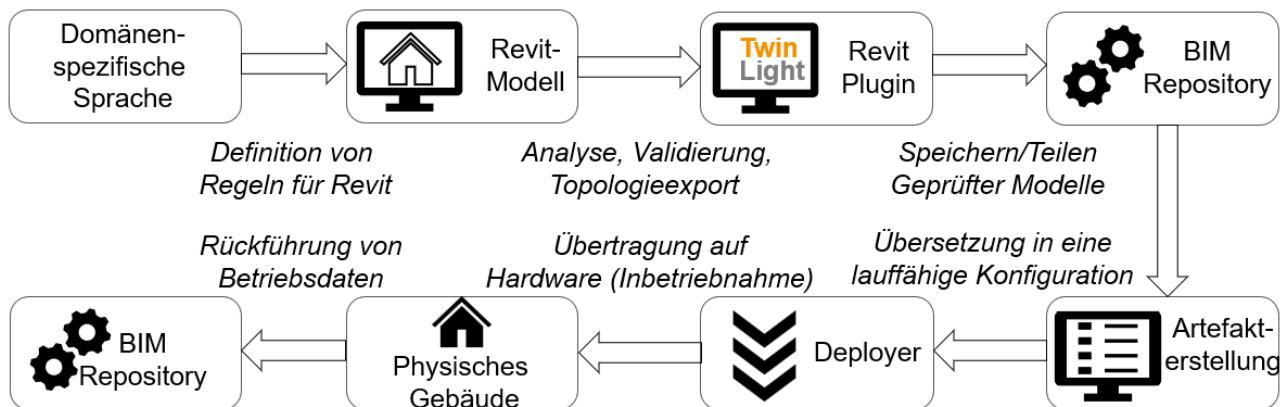 Domänen-
spezifische
Sprache
Revit-
Modell
Twin
Light
Revit
Plugin
BIM
Repository
Definition von
Regeln für Revit
Analyse, Validierung,
Topologieexport
Speichern/Teilen
Geprüfter Modelle
Rückführung von
Betriebsdaten
Übertragung auf
Hardware (Inbetriebnahme)
Übersetzung in eine
lauffähige Konfiguration
BIM
Repository
Physisches
Gebäude
Deployer
Artefakt-
erstellung